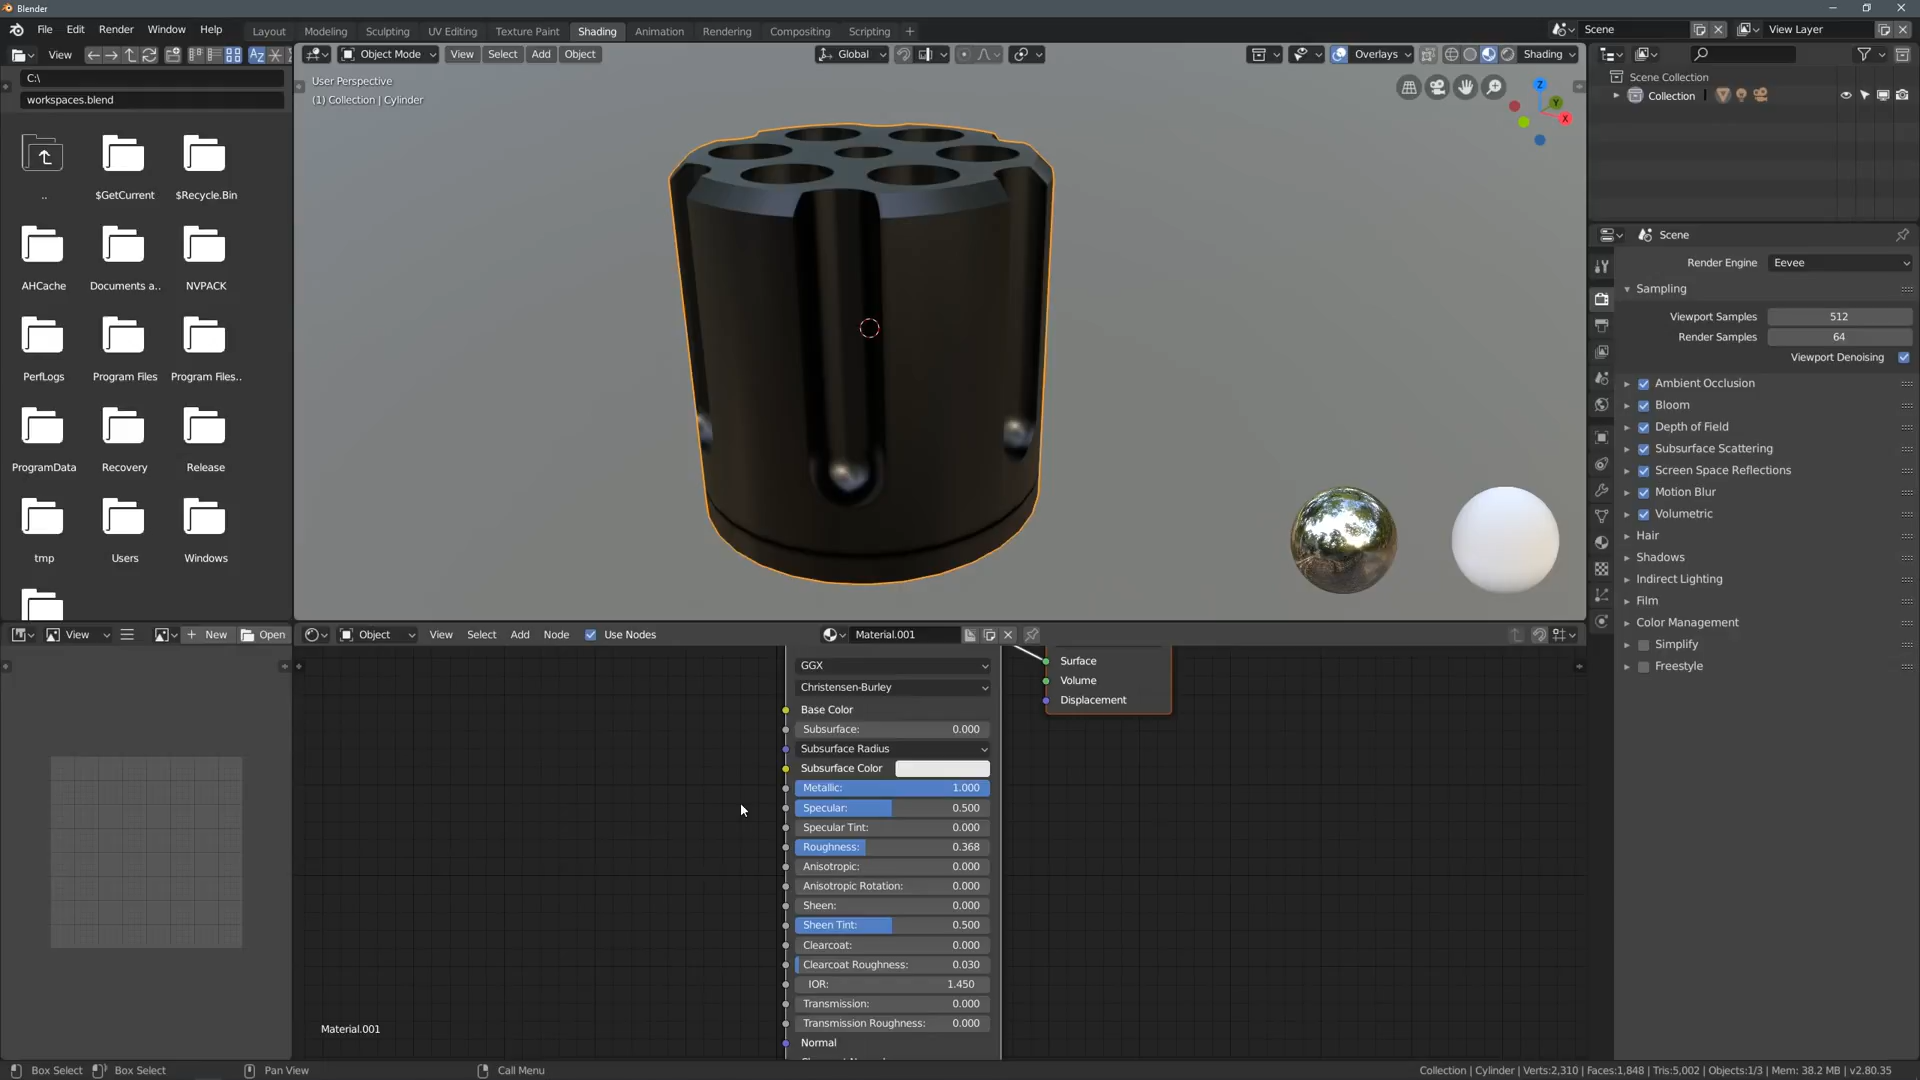 Blender
File Edit Render Window Help
Layout Modeling Sculpting UV Editing Texture Paint Shading Animation Rendering Compositing Scripting +
Scene
View Layer
View
C:\
workspaces.blend
..
$GetCurrent
$Recycle.Bin
AHCache
Documents a..
NVPACK
PerfLogs
Program Files
Program Files..
ProgramData
Recovery
Release
tmp
Users
Windows
Object Mode View Select Add Object
Global
Overlays
Shading
User Perspective
(1) Collection | Cylinder
Z
Y
X
Scene Collection
Collection
Scene
Render Engine Eevee
Sampling
Viewport Samples 512
Render Samples 64
Viewport Denoising
Ambient Occlusion
Bloom
Depth of Field
Subsurface Scattering
Screen Space Reflections
Motion Blur
Volumetric
Hair
Shadows
Indirect Lighting
Film
Color Management
Simplify
Freestyle
View
New
Open
Object View Select Add Node Use Nodes
Material.001
GGX
Christensen-Burley
Base Color
Subsurface: 0.000
Subsurface Radius
Subsurface Color
Metallic: 1.000
Specular: 0.500
Specular Tint: 0.000
Roughness: 0.368
Anisotropic: 0.000
Anisotropic Rotation: 0.000
Sheen: 0.000
Sheen Tint: 0.500
Clearcoat: 0.000
Clearcoat Roughness: 0.030
IOR: 1.450
Transmission: 0.000
Transmission Roughness: 0.000
Normal
Surface
Volume
Displacement
Material.001
Box Select
Box Select
Pan View
Call Menu
Collection | Cylinder | Verts:2,310 | Faces:1,848 | Tris:5,002 | Objects:1/3 | Mem: 38.2 MB | v2.80.35